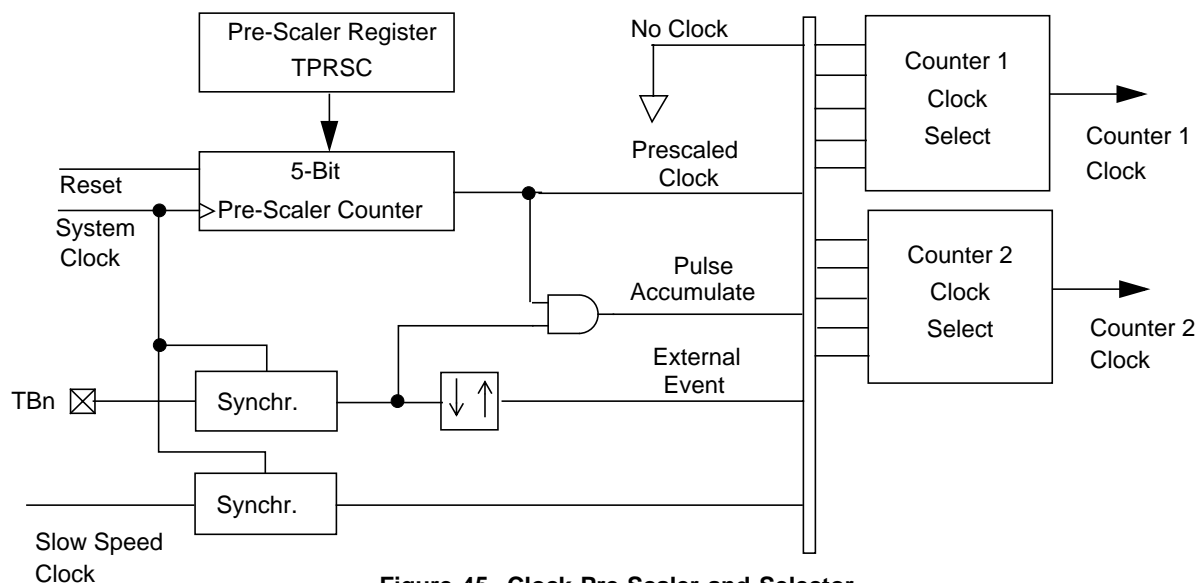 Pre-Scaler Register
TPRSC
No Clock
Counter 1
Clock
Select
Counter 1
Clock
5-Bit
Pre-Scaler Counter
Reset
System
Clock
Prescaled
Clock
Counter 2
Clock
Select
Counter 2
Clock
Pulse
Accumulate
External
Event
TBn
Synchr.
Synchr.
Slow Speed
Clock
Figure 45. Clock Pre-Scaler and Selector